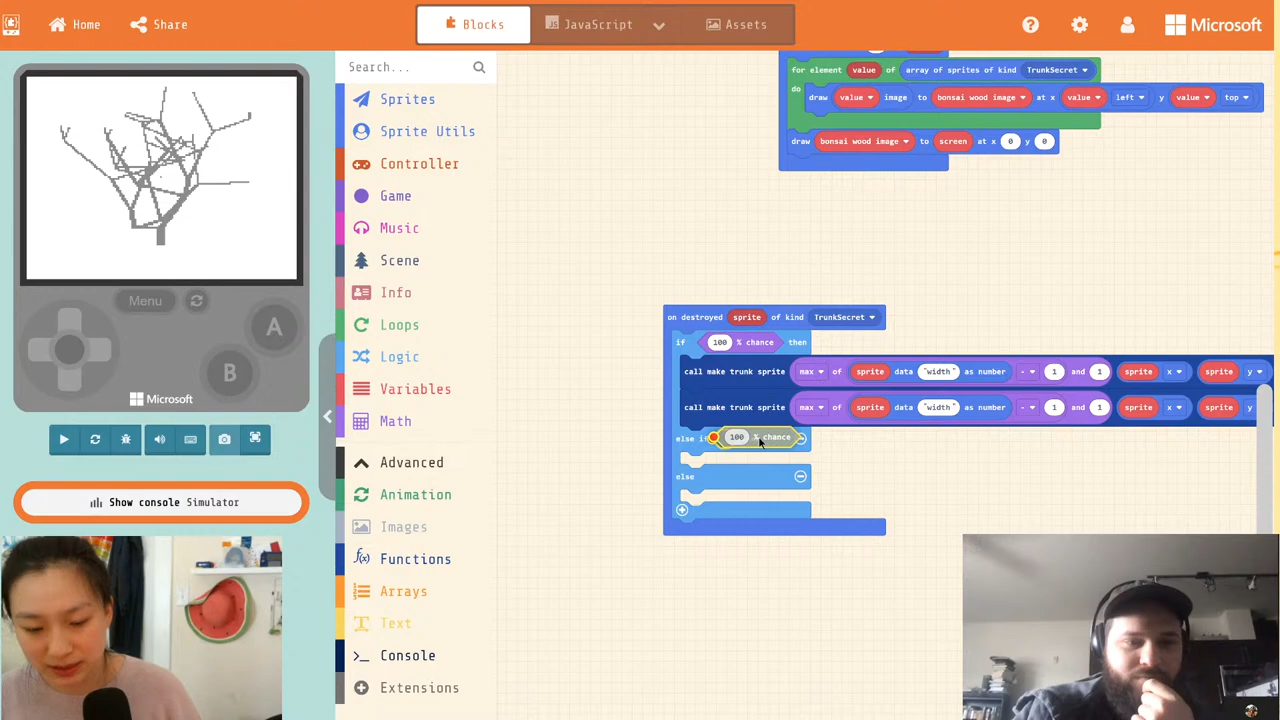 Home
Share
Blocks
JavaScript
Assets
Microsoft
Search...
Sprites
Sprite Utils
Controller
Game
Music
Scene
Info
Loops
Logic
Variables
Math
Advanced
Animation
Images
Functions
Arrays
Text
Console
Extensions
Menu
A
B
Microsoft
Show console Simulator
for element value of array of sprites of kind TrunkSecret
do draw value image to bonsai wood image at x value left y value top
draw bonsai wood image to screen at x 0 y 0
on destroyed sprite of kind TrunkSecret
if 100 % chance then
call make trunk sprite max of sprite data "width" as number - 1 and 1 sprite x sprite y
call make trunk sprite max of sprite data "width" as number - 1 and 1 sprite x sprite y
else if 100 % chance
else